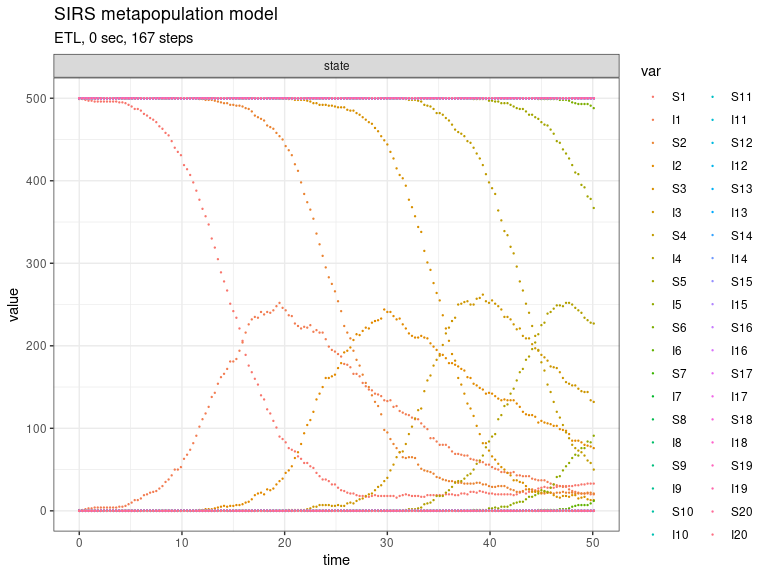 SIRS metapopulation model
ETL, 0 sec, 167 steps
state
value
500
400
300
200
100
0
0 10 20 30 40 50
time
var
S1 S11
I1 I11
S2 S12
I2 I12
S3 S13
I3 I13
S4 S14
I4 I14
S5 S15
I5 I15
S6 S16
I6 I16
S7 S17
I7 I17
S8 S18
I8 I18
S9 S19
I9 I19
S10 S20
I10 I20